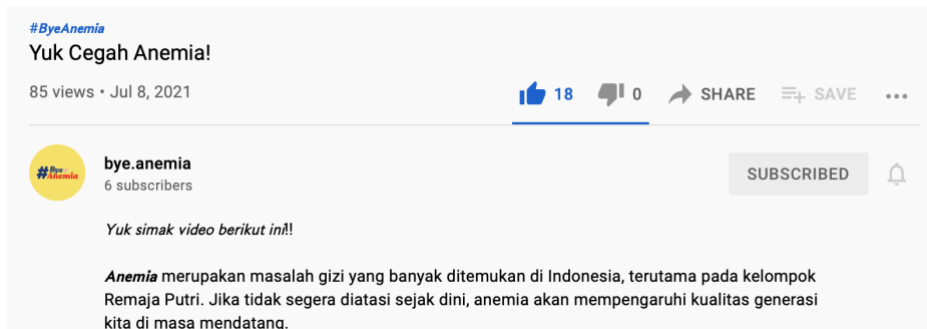 #ByeAnemia
Yuk Cegah Anemia!
85 views • Jul 8, 2021
18 0 SHARE SAVE
#Bye Anemia
bye.anemia
6 subscribers
SUBSCRIBED
Yuk simak video berikut ini!!
Anemia merupakan masalah gizi yang banyak ditemukan di Indonesia, terutama pada kelompok
Remaja Putri. Jika tidak segera diatasi sejak dini, anemia akan mempengaruhi kualitas generasi
kita di masa mendatang.